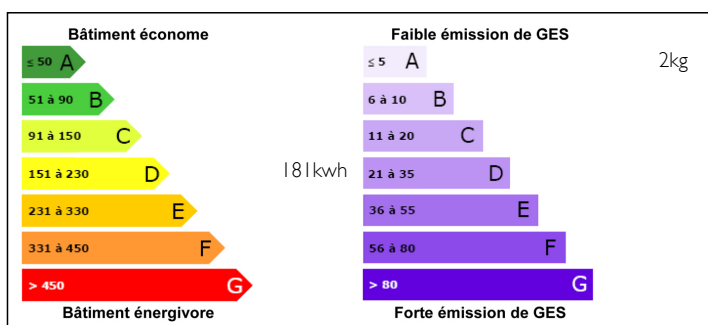 Bâtiment économe
≤ 50 A
51 à 90 B
91 à 150 C
151 à 230 D
181kwh
231 à 330 E
331 à 450 F
> 450 G
Bâtiment énergivore
Faible émission de GES
≤ 5 A
2kg
6 à 10 B
11 à 20 C
21 à 35 D
36 à 55 E
56 à 80 F
> 80 G
Forte émission de GES